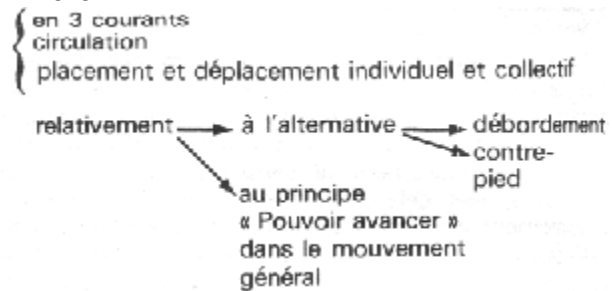 en 3 courants
circulation
placement et déplacement individuel et collectif
relativement à l'alternative débordement
contre-
pied
au principe
« Pouvoir avancer »
dans le mouvement
général